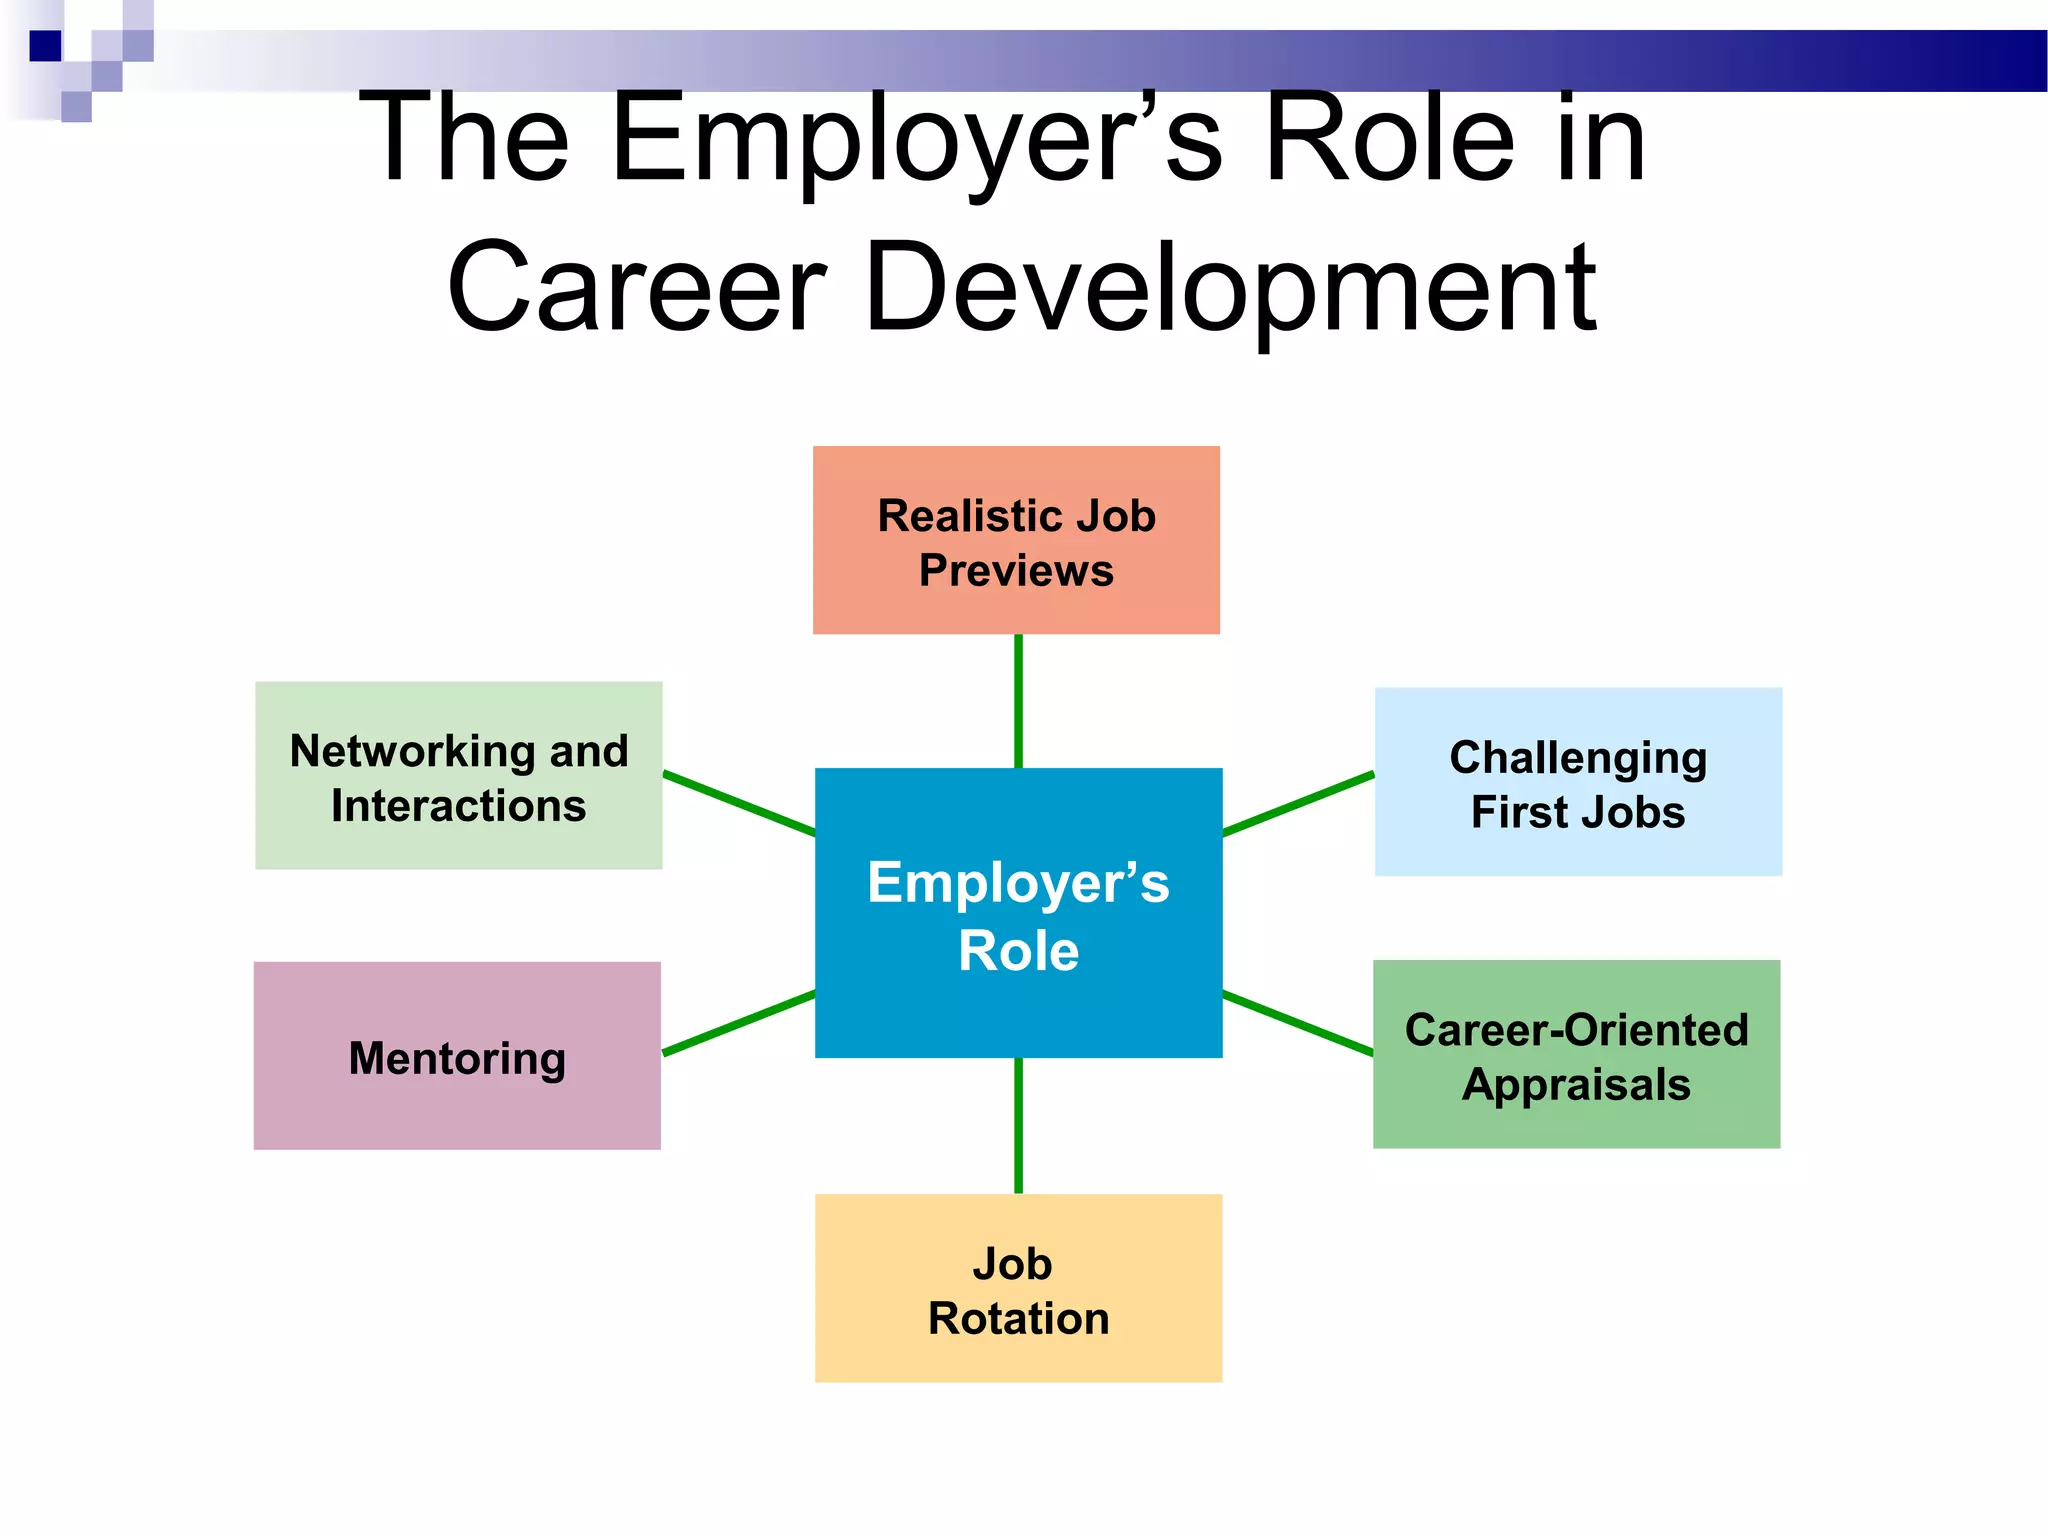 The Employer’s Role in
Career Development
Realistic Job
Previews
Networking and
Interactions
Challenging
First Jobs
Employer’s
Role
Mentoring
Career-Oriented
Appraisals
Job
Rotation